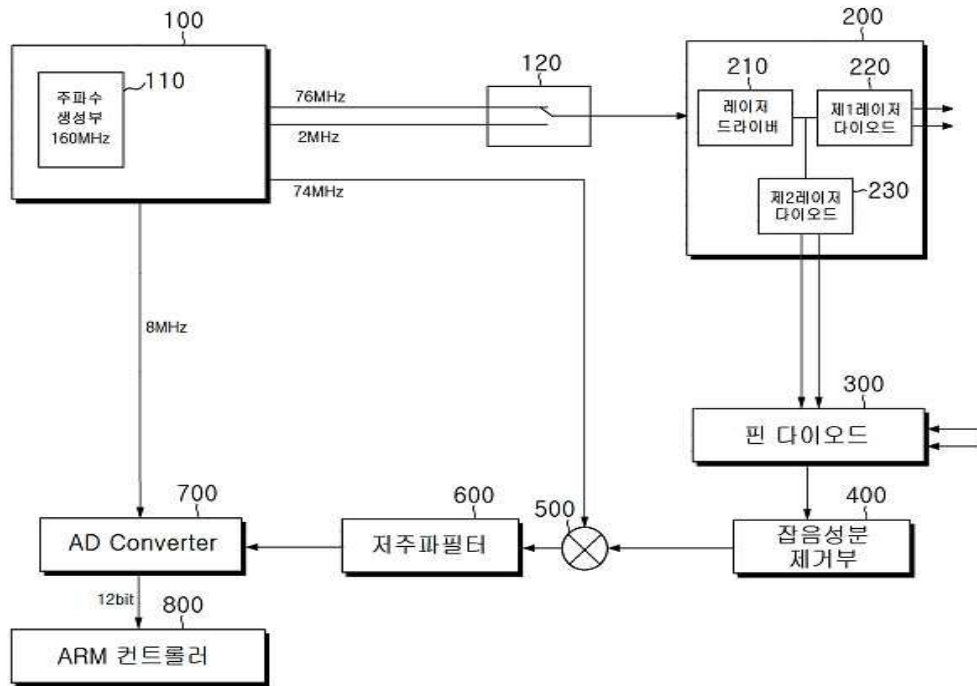 100
110
주파수
생성부
160MHz
76MHz
2MHz
74MHz
120
200
210
레이저
드라이버
220
제1레이저
다이오드
230
제2레이저
다이오드
8MHz
300
핀 다이오드
400
잡음성분
제거부
500
600
저주파필터
700
AD Converter
12bit
800
ARM 컨트롤러